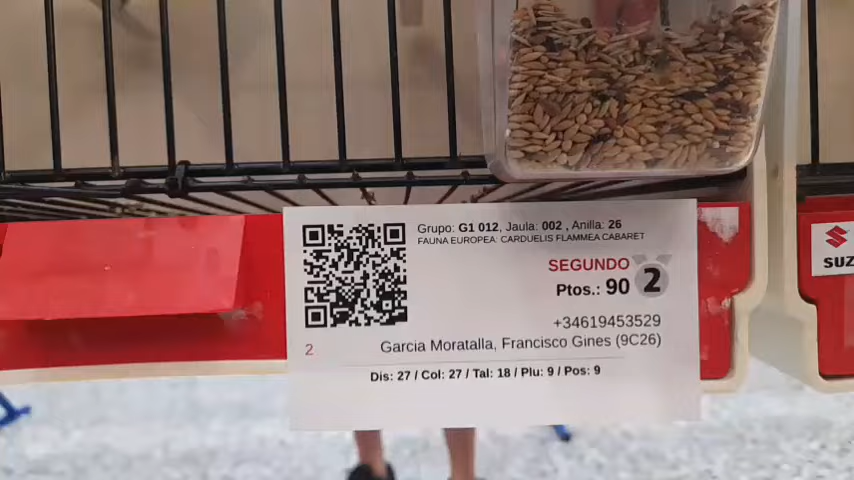 Grupo: G1 012, Jaula: 002 , Anilla: 26
FAUNA EUROPEA: CARDUELIS FLAMMEA CABARET
SEGUNDO
Ptos.: 90 2
+34619453529
2 Garcia Moratalla, Francisco Gines (9C26)
Dis: 27 / Col: 27 / Tal: 18 / Plu: 9 / Pos: 9
SUZ